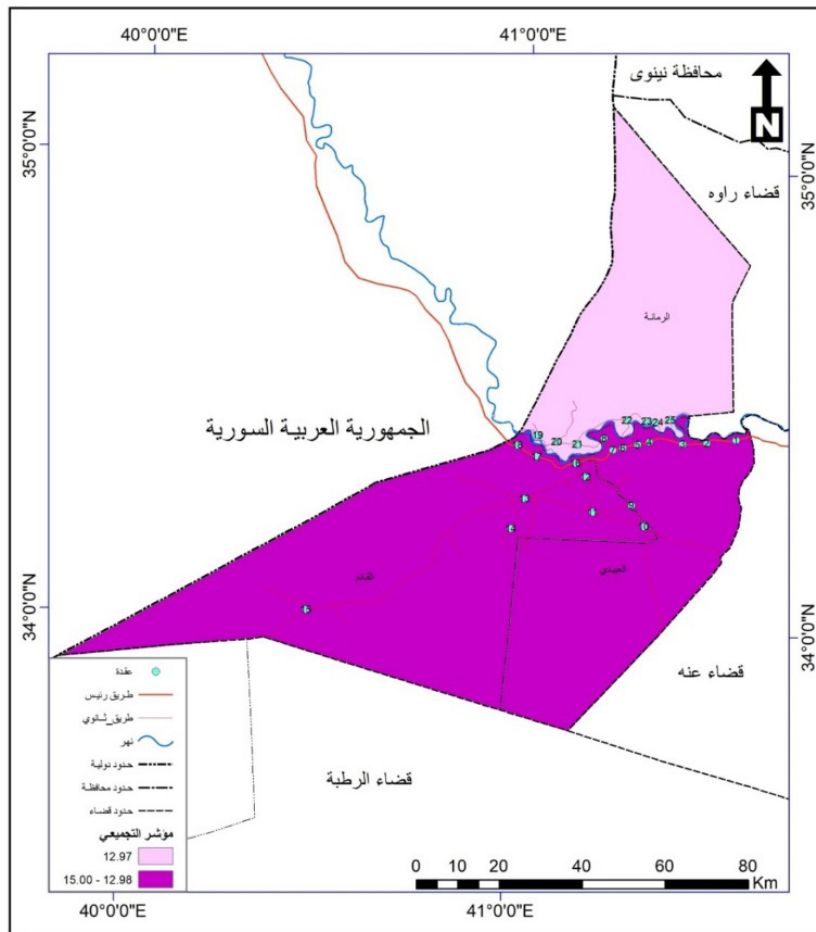 40°0'0"E 41°0'0"E
محافظة نينوى
N
35°0'0"N 35°0'0"N
قضاء راوه
الرمانة
الجمهورية العربية السورية
19 20 21 22 23 24 25
القائم
العبيدي
34°0'0"N 34°0'0"N
قضاء عنه
قضاء الرطبة
عقدة
طريق رئيس
طريق_ثانوي
نهر
حدود دولية
حدود محافظة
حدود قضاء
مؤشر التجميعي
12.97
15.00 - 12.98
0 5 10 20 30 40 60 80
Km
40°0'0"E 41°0'0"E